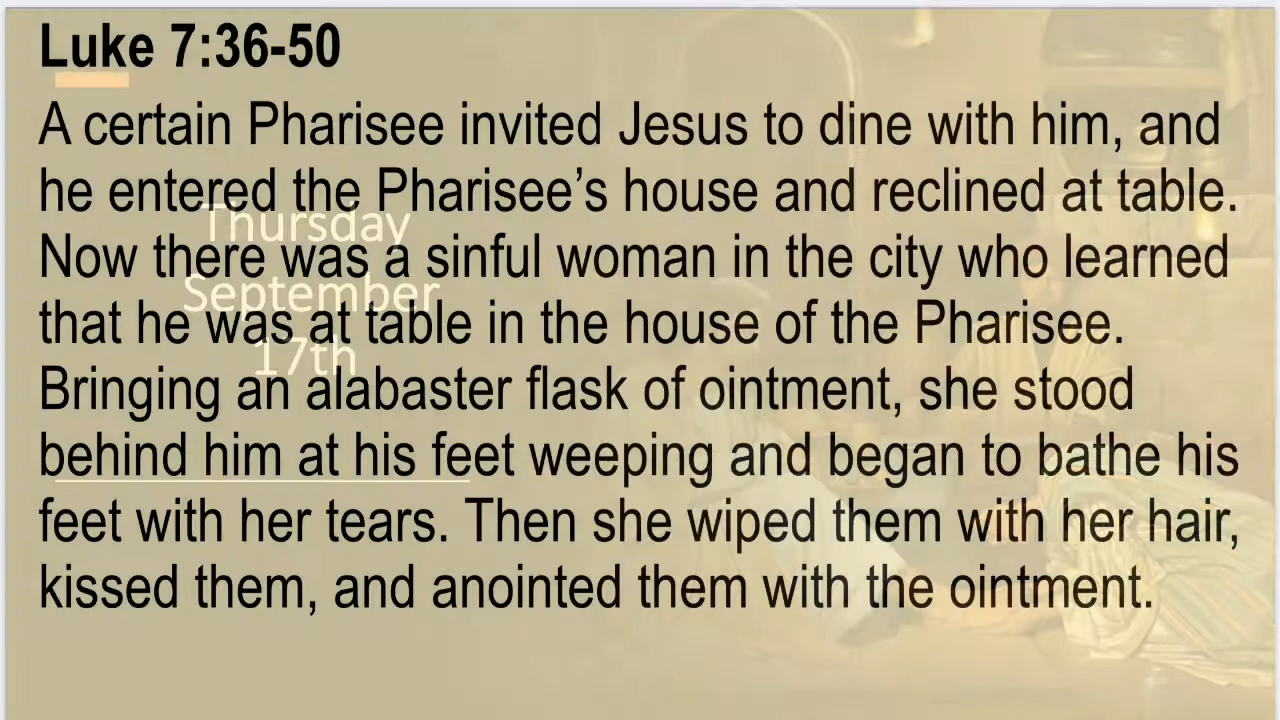 Luke 7:36-50
A certain Pharisee invited Jesus to dine with him, and
he entered the Pharisee’s house and reclined at table.
Now there was a sinful woman in the city who learned
that he was at table in the house of the Pharisee.
Bringing an alabaster flask of ointment, she stood
behind him at his feet weeping and began to bathe his
feet with her tears. Then she wiped them with her hair,
kissed them, and anointed them with the ointment.
Thursday
September
17th